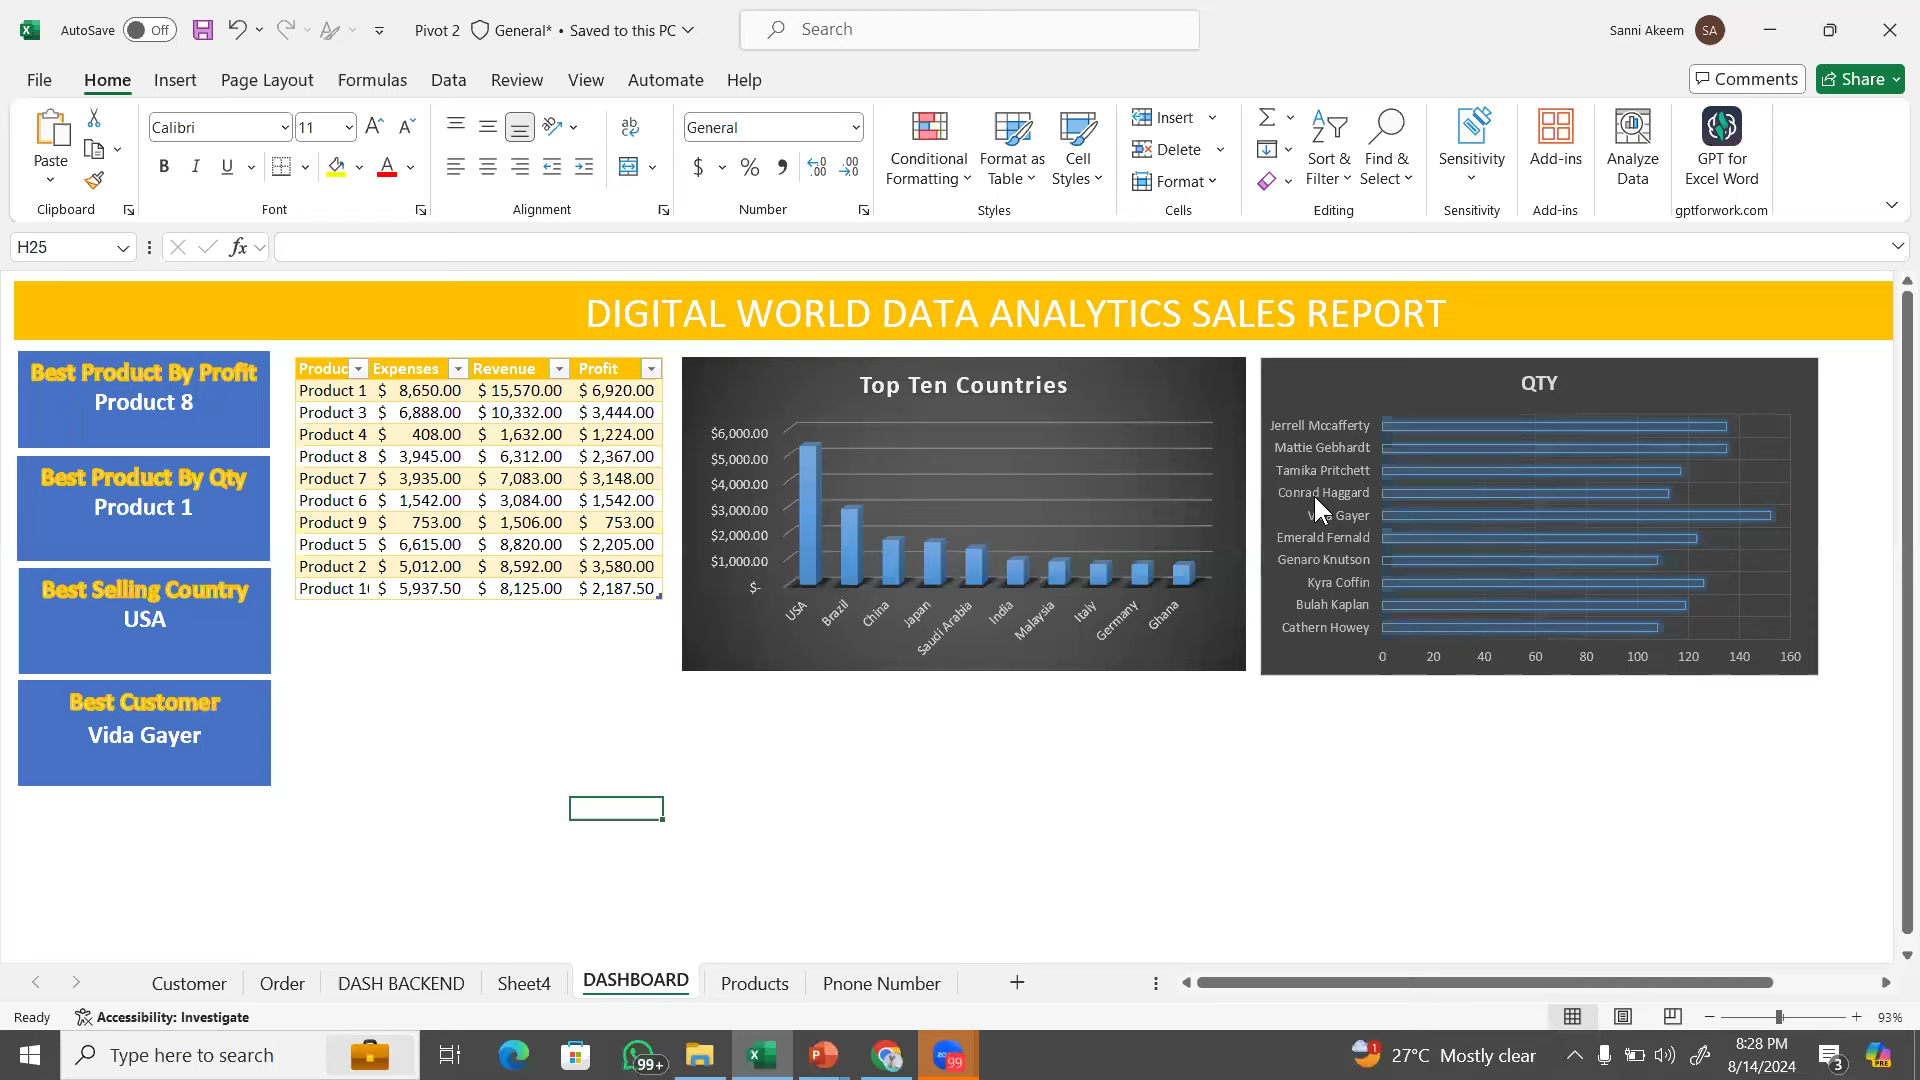 AutoSave Off Pivot 2 General* • Saved to this PC Search Sanni Akeem SA
File Home Insert Page Layout Formulas Data Review View Automate Help Comments Share
Paste Calibri 11 General Conditional Formatting Format as Table Cell Styles Insert Delete Format Sort & Filter Find & Select Sensitivity Add-ins Analyze Data GPT for Excel Word
Clipboard Font Alignment Number Styles Cells Editing Sensitivity Add-ins gptforwork.com
H25 fx
DIGITAL WORLD DATA ANALYTICS SALES REPORT
Best Product By Profit
Product 8
Best Product By Qty
Product 1
Best Selling Country
USA
Best Customer
Vida Gayer
Produc Expenses Revenue Profit
Product 1 $ 8,650.00 $ 15,570.00 $ 6,920.00
Product 3 $ 6,888.00 $ 10,332.00 $ 3,444.00
Product 4 $ 408.00 $ 1,632.00 $ 1,224.00
Product 8 $ 3,945.00 $ 6,312.00 $ 2,367.00
Product 7 $ 3,935.00 $ 7,083.00 $ 3,148.00
Product 6 $ 1,542.00 $ 3,084.00 $ 1,542.00
Product 9 $ 753.00 $ 1,506.00 $ 753.00
Product 5 $ 6,615.00 $ 8,820.00 $ 2,205.00
Product 2 $ 5,012.00 $ 8,592.00 $ 3,580.00
Product 1 $ 5,937.50 $ 8,125.00 $ 2,187.50
Top Ten Countries
$6,000.00
$5,000.00
$4,000.00
$3,000.00
$2,000.00
$1,000.00
$-
USA Brazil China Japan Saudi Arabia India Malaysia Italy Germany Ghana
QTY
Jerrell Mccafferty
Mattie Gebhardt
Tamika Pritchett
Conrad Haggard
Gayer
Emerald Fernald
Genaro Knutson
Kyra Coffin
Bulah Kaplan
Cathern Howey
0 20 40 60 80 100 120 140 160
Customer Order DASH BACKEND Sheet4 DASHBOARD Products Pnone Number
Ready Accessibility: Investigate 93%
Type here to search 99+ 99 1 27°C Mostly clear 8:28 PM 3 PRE
8/14/2024